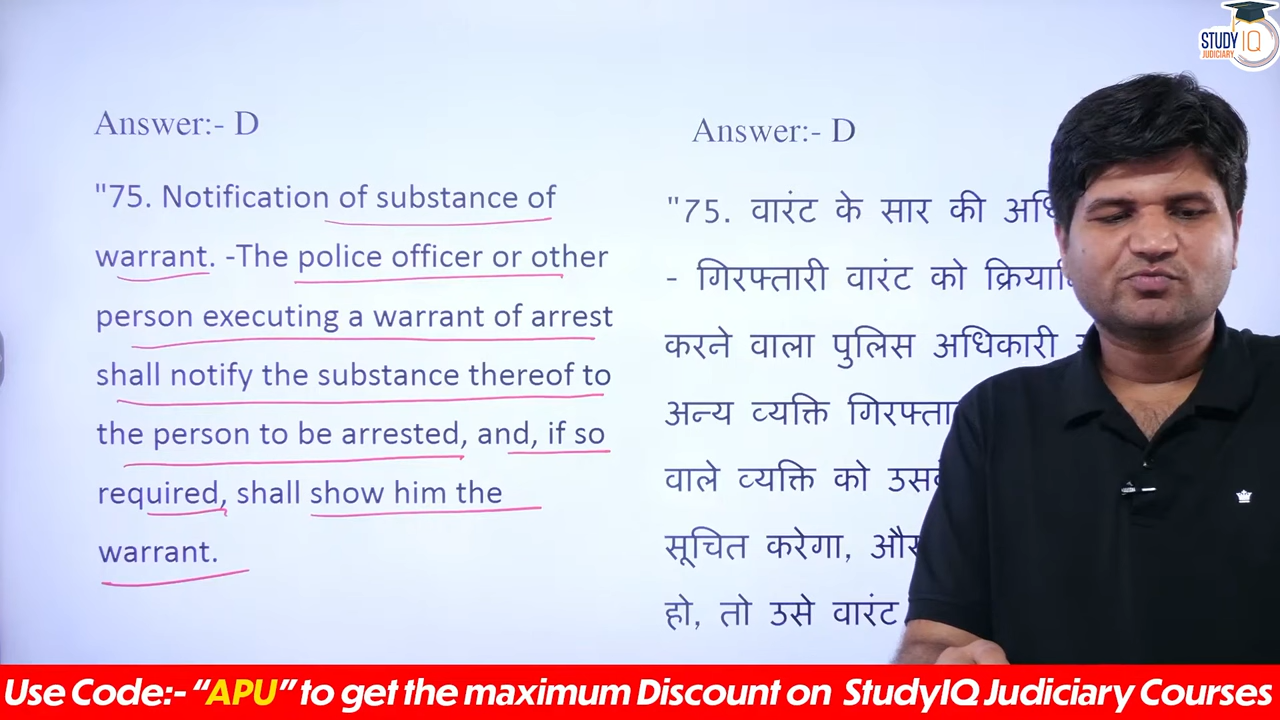 STUDY IQ
JUDICIARY
Answer:- D
"75. Notification of substance of
warrant. -The police officer or other
person executing a warrant of arrest
shall notify the substance thereof to
the person to be arrested, and, if so
required, shall show him the
warrant.
Answer:- D
"75. वारंट के सार की
- गिरफ्तारी वारंट को
करने वाला पुलिस अधिकारी
अन्य व्यक्ति
वाले व्यक्ति को
सूचित करेगा,
हो, तो उसे वारंट
Use Code:- “APU” to get the maximum Discount on StudyIQ Judiciary Courses